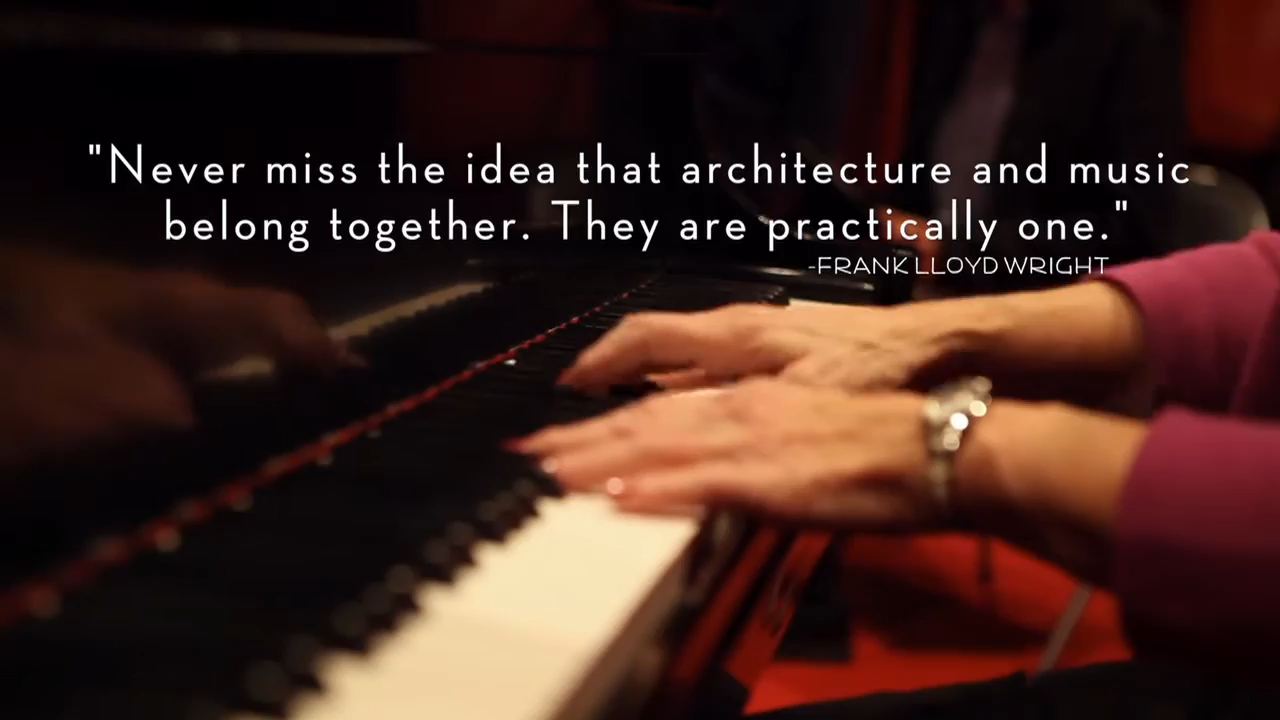 "Never miss the idea that architecture and music
belong together. They are practically one."
-FRANK LLOYD WRIGHT